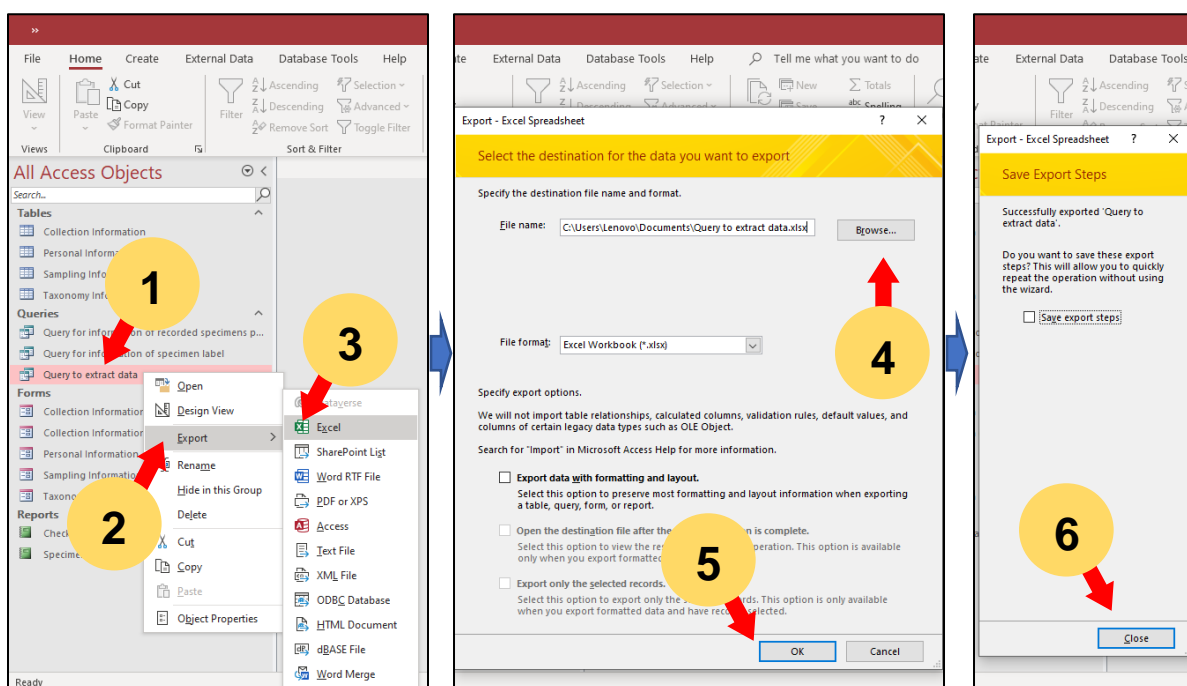 »
File Home Create External Data Database Tools Help
View
Paste
Cut
Copy
Format Painter
Filter
Ascending
Descending
Remove Sort
Selection
Advanced
Toggle Filter
Views Clipboard Sort & Filter
All Access Objects
Search...
Tables
Collection Information
Personal Inform
Sampling Info
Taxonomy Inf
Queries
Query for information of recorded specimens p...
Query for information of specimen label
Query to extract data
Forms
Collection Information
Collection Information
Personal Information
Sampling Information
Taxono
Reports
Check
Specime
Ready
Open
Design View
Export
Rename
Hide in this Group
Delete
Cut
Copy
Paste
Object Properties
Dataverse
Excel
SharePoint List
Word RTF File
PDF or XPS
Access
Text File
XML File
ODBC Database
HTML Document
dBASE File
Word Merge
1
2
3
te External Data Database Tools Help Tell me what you want to do
Ascending Selection New Totals
Descending Advanced Save Spelling
Export - Excel Spreadsheet ? ×
Select the destination for the data you want to export
Specify the destination file name and format.
File name: C:\Users\Lenovo\Documents\Query to extract data.xlsx Browse...
4
File format: Excel Workbook (*.xlsx)
Specify export options.
We will not import table relationships, calculated columns, validation rules, default values, and
columns of certain legacy data types such as OLE Object.
Search for "Import" in Microsoft Access Help for more information.
Export data with formatting and layout.
Select this option to preserve most formatting and layout information when exporting
a table, query, form, or report.
Open the destination file after the on is complete.
Select this option to view the re peration. This option is available
only when you export formatted
Export only the selected records.
Select this option to export only the rds. This option is only available
when you export formatted data and have reco selected.
5
OK Cancel
ate External Data Database Tools
Ascending
Filter Descending
Export - Excel Spreadsheet ? ×
Save Export Steps
Successfully exported 'Query to
extract data'.
Do you want to save these export
steps? This will allow you to quickly
repeat the operation without using
the wizard.
Save export steps
6
Close